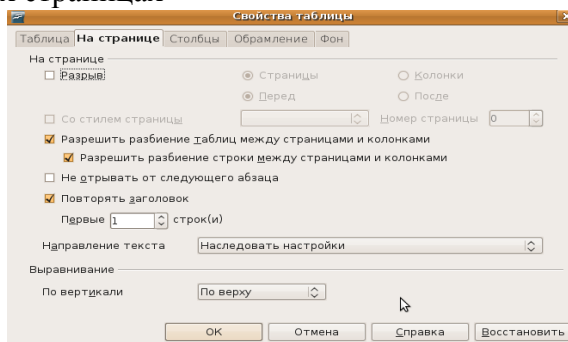 страницах
Свойства таблицы
Таблица На странице Столбцы Обрамление Фон
На странице
Разрыв Страницы Колонки
Перед После
Со стилем страницы Номер страницы 0
Разрешить разбиение таблиц между страницами и колонками
Разрешить разбиение строки между страницами и колонками
Не отрывать от следующего абзаца
Повторять заголовок
Первые 1 строк(и)
Направление текста Наследовать настройки
Выравнивание
По вертикали По верху
ОК Отмена Справка Восстановить